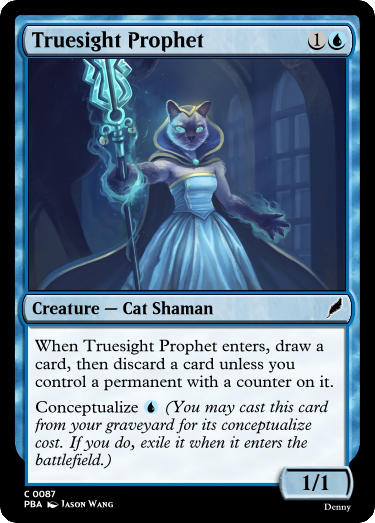 Truesight Prophet 1
Creature — Cat Shaman
When Truesight Prophet enters, draw a
card, then discard a card unless you
control a permanent with a counter on it.
Conceptualize (You may cast this card
from your graveyard for its conceptualize
cost. If you do, exile it when it enters the
battlefield.)
1/1
C 0087
PBA Jason Wang
Denny